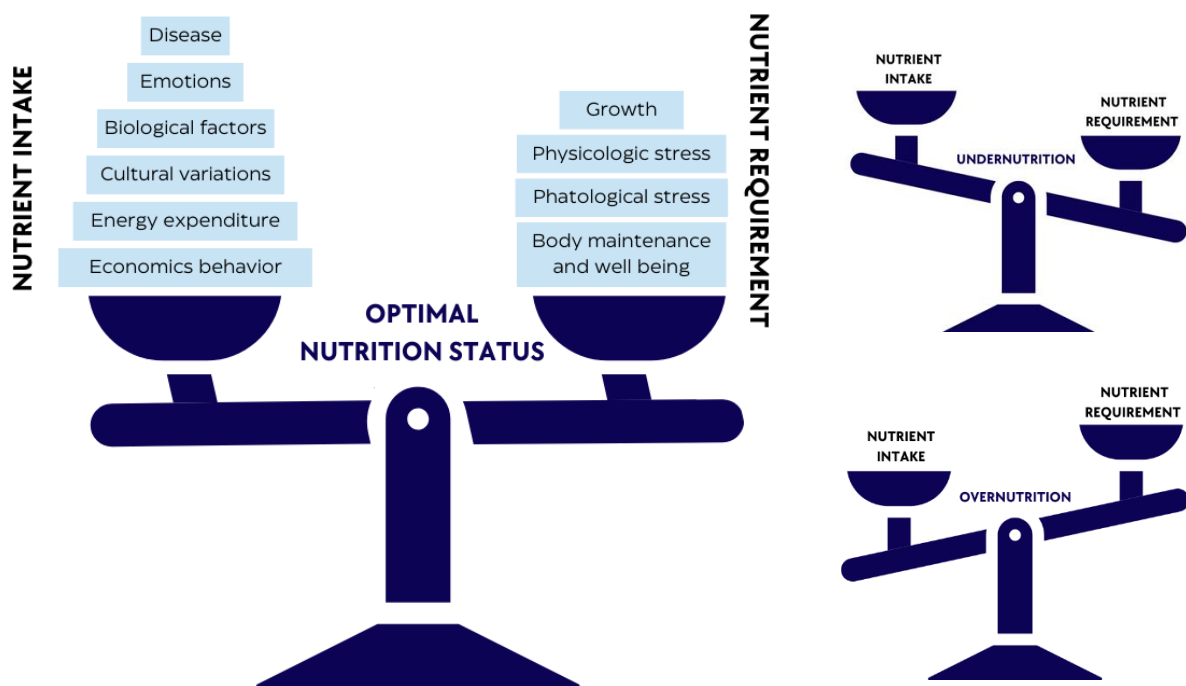 NUTRIENT INTAKE
Disease
Emotions
Biological factors
Cultural variations
Energy expenditure
Economics behavior
OPTIMAL
NUTRITION STATUS
Growth
Physicologic stress
Phatological stress
Body maintenance
and well being
NUTRIENT REQUIREMENT
NUTRIENT
INTAKE
NUTRIENT
REQUIREMENT
UNDERNUTRITION
NUTRIENT
REQUIREMENT
NUTRIENT
INTAKE
OVERNUTRITION